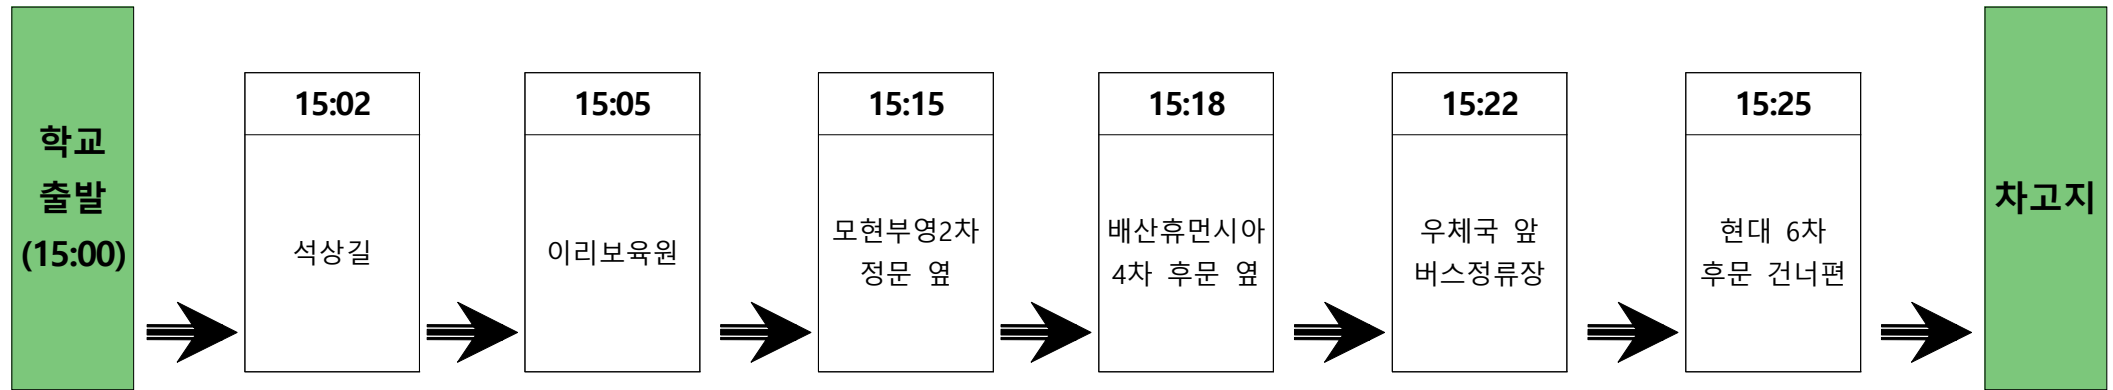 학교
출발
(15:00)
15:02
석상길
15:05
이리보육원
15:15
모현부영2차
정문 옆
15:18
배산휴먼시아
4차 후문 옆
15:22
우체국 앞
버스정류장
15:25
현대 6차
후문 건너편
차고지